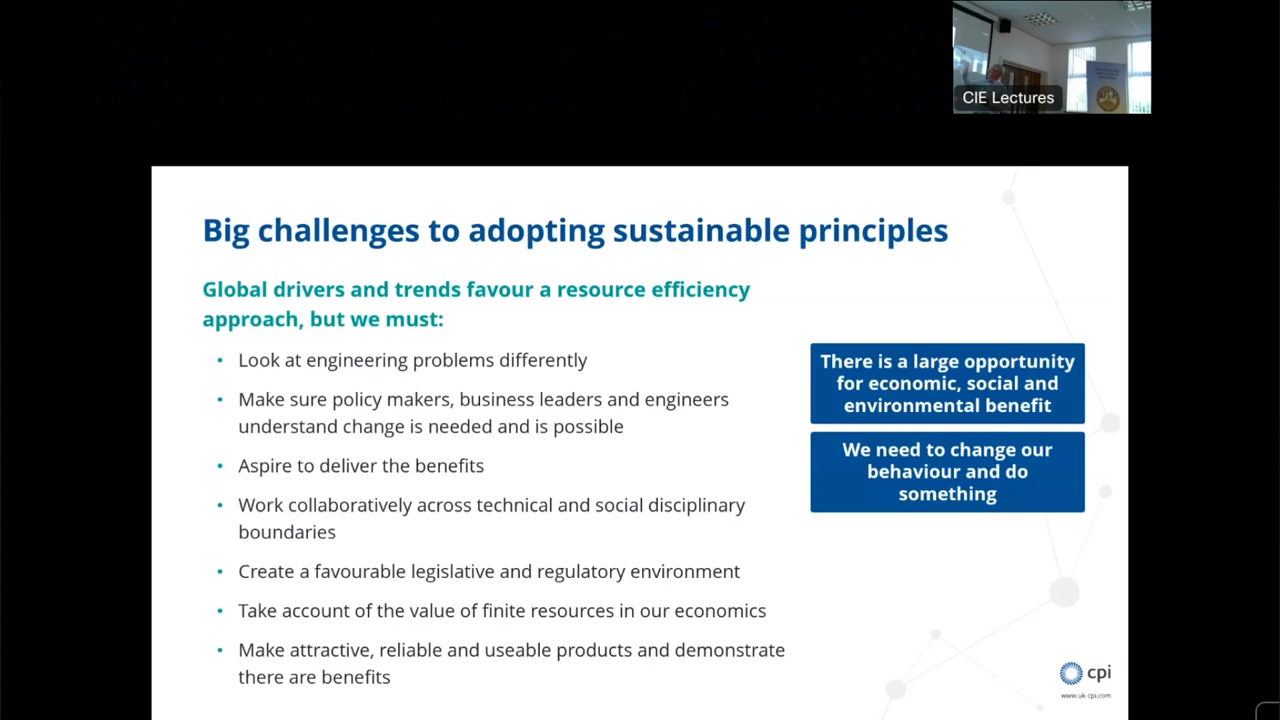 CIE Lectures
Big challenges to adopting sustainable principles
Global drivers and trends favour a resource efficiency
approach, but we must:
• Look at engineering problems differently
• Make sure policy makers, business leaders and engineers
understand change is needed and is possible
• Aspire to deliver the benefits
• Work collaboratively across technical and social disciplinary
boundaries
• Create a favourable legislative and regulatory environment
• Take account of the value of finite resources in our economics
• Make attractive, reliable and useable products and demonstrate
there are benefits
There is a large opportunity
for economic, social and
environmental benefit
We need to change our
behaviour and do
something
cpi
www.uk-cpi.com